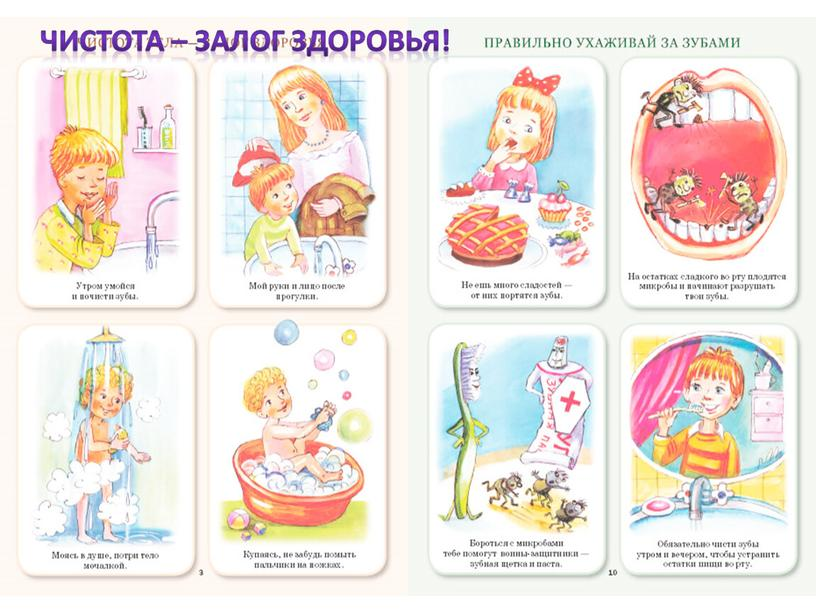 ЧИСТОТА – ЗАЛОГ ЗДОРОВЬЯ!
ПРАВИЛЬНО УХАЖИВАЙ ЗА ЗУБАМИ
Утром умойся
и почисти зубы.
Мой руки и лицо после
прогулки.
Не ешь много сладостей —
от них портятся зубы.
На остатках сладкого во рту плодятся
микробы и начинают разрушать
твои зубы.
Моясь в душе, потри тело
мочалкой.
Купаясь, не забудь помыть
пальчики на ножках.
Бороться с микробами
тебе помогут воины-защитники —
зубная щетка и паста.
Обязательно чисти зубы
утром и вечером, чтобы устранить
остатки пищи во рту.
3
10